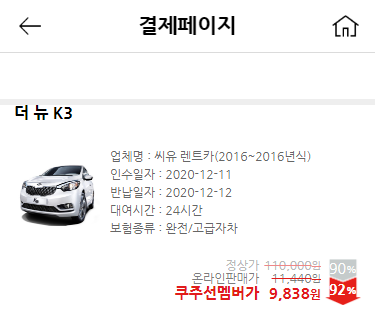 결제페이지
더 뉴 K3
업체명 : 씨유 렌트카(2016~2016년식)
인수일자 : 2020-12-11
반납일자 : 2020-12-12
대여시간 : 24시간
보험종류 : 완전/고급자차
정상가 110,000원 90%
온라인판매가 11,440원
쿠주선멤버가 9,838원 92%